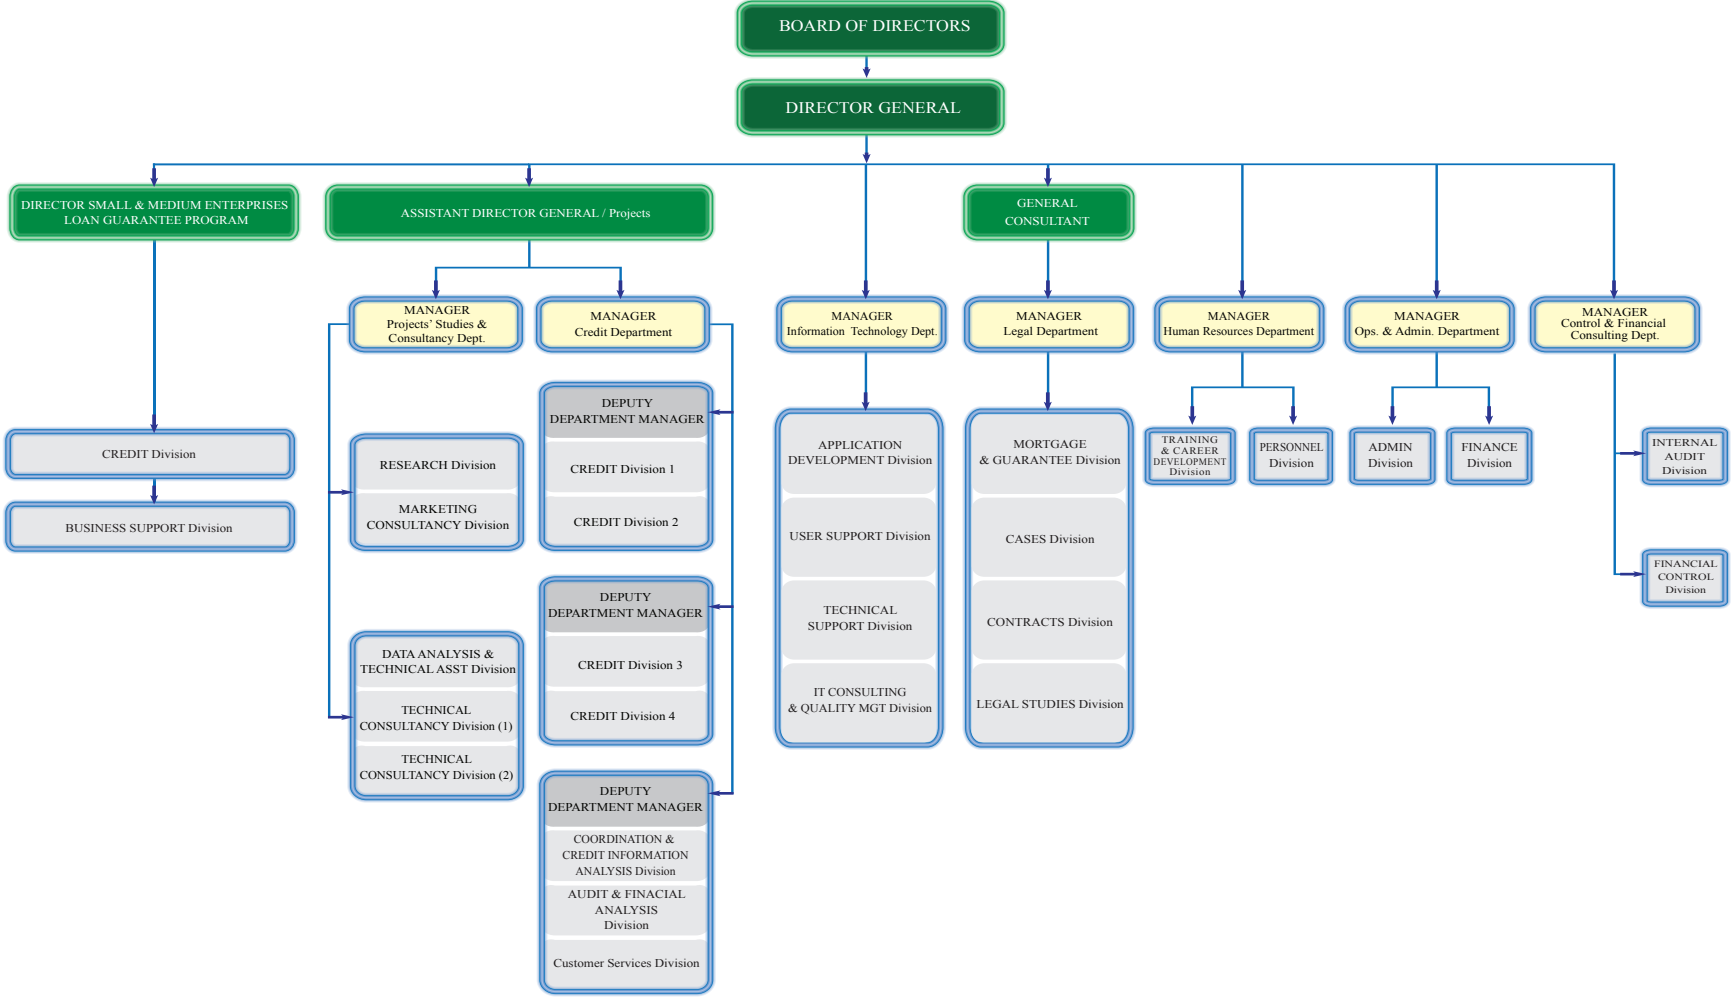 BOARD OF DIRECTORS
DIRECTOR GENERAL
DIRECTOR SMALL & MEDIUM ENTERPRISES
LOAN GUARANTEE PROGRAM
ASSISTANT DIRECTOR GENERAL / Projects
GENERAL
CONSULTANT
MANAGER
Projects’ Studies &
Consultancy Dept.
MANAGER
Credit Department
MANAGER
Information Technology Dept.
MANAGER
Legal Department
MANAGER
Human Resources Department
MANAGER
Ops. & Admin. Department
MANAGER
Control & Financial
Consulting Dept.
CREDIT Division
BUSINESS SUPPORT Division
RESEARCH Division
MARKETING
CONSULTANCY Division
DATA ANALYSIS &
TECHNICAL ASST Division
TECHNICAL
CONSULTANCY Division (1)
TECHNICAL
CONSULTANCY Division (2)
DEPUTY
DEPARTMENT MANAGER
CREDIT Division 1
CREDIT Division 2
DEPUTY
DEPARTMENT MANAGER
CREDIT Division 3
CREDIT Division 4
DEPUTY
DEPARTMENT MANAGER
COORDINATION &
CREDIT INFORMATION
ANALYSIS Division
AUDIT & FINACIAL
ANALYSIS
Division
Customer Services Division
APPLICATION
DEVELOPMENT Division
USER SUPPORT Division
TECHNICAL
SUPPORT Division
IT CONSULTING
& QUALITY MGT Division
MORTGAGE
& GUARANTEE Division
CASES Division
CONTRACTS Division
LEGAL STUDIES Division
TRAINING
& CAREER
DEVELOPMENT
Division
PERSONNEL
Division
ADMIN
Division
FINANCE
Division
INTERNAL
AUDIT
Division
FINANCIAL
CONTROL
Division